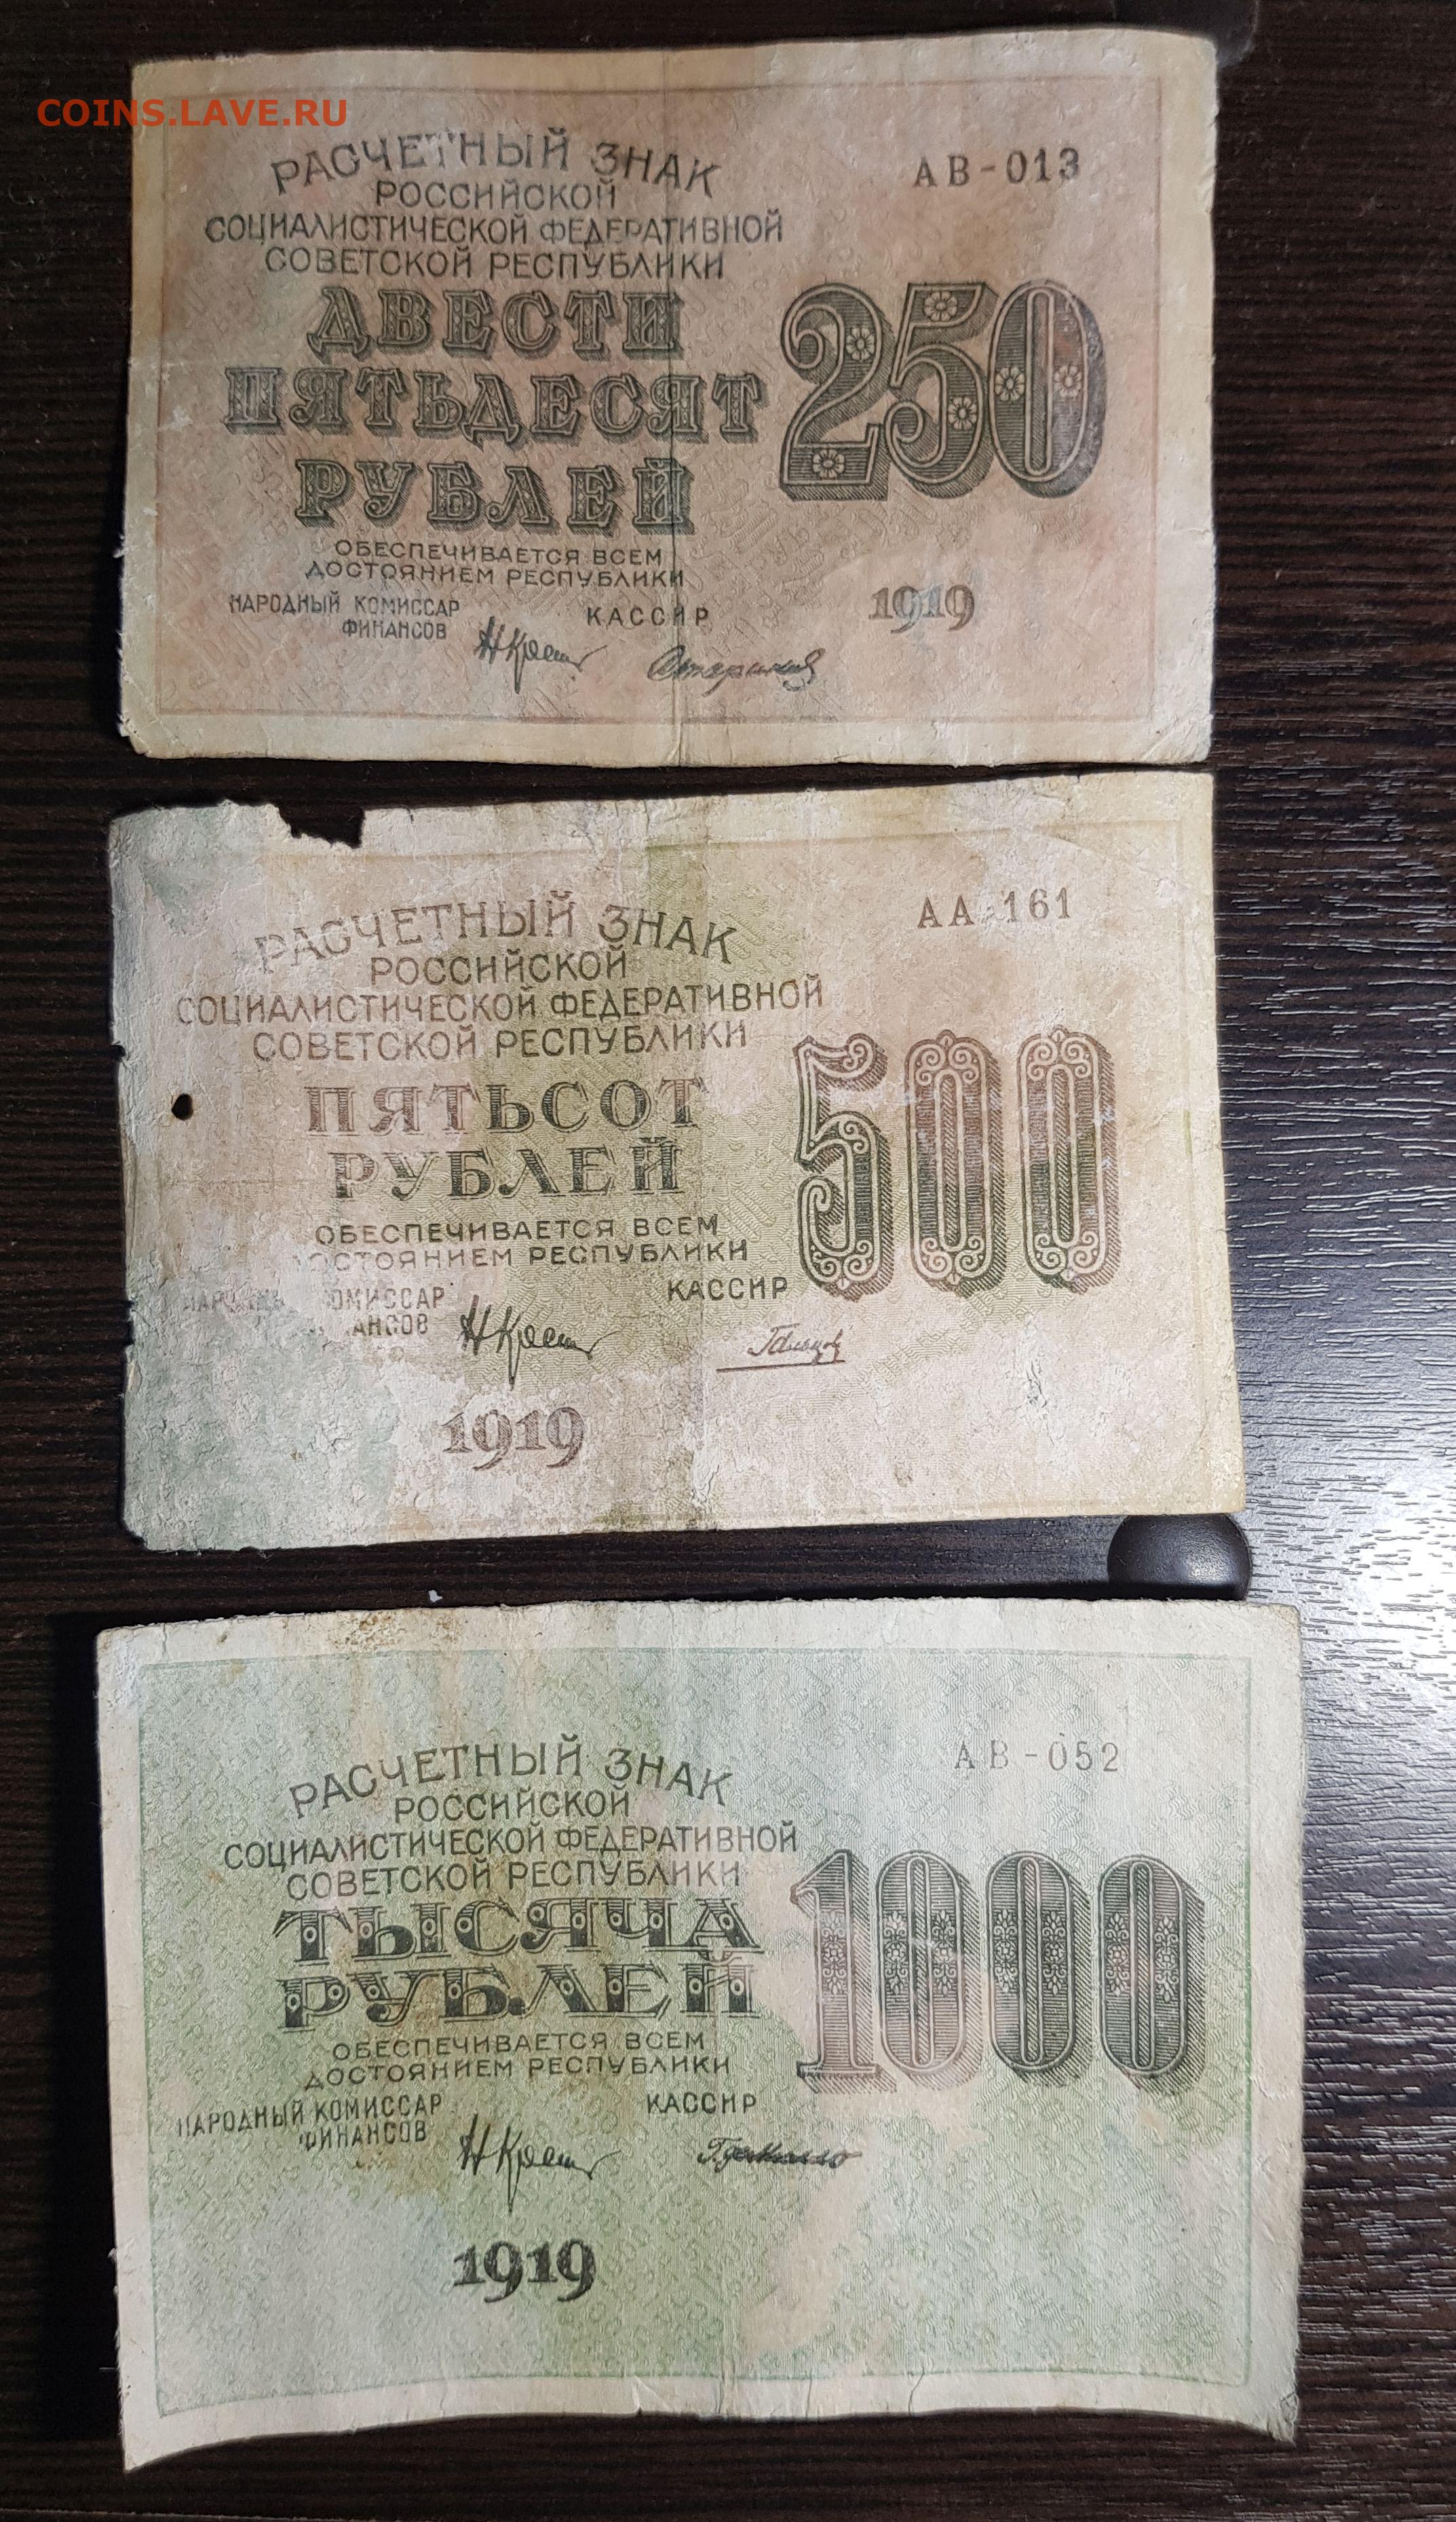 COINS.LAVE.RU
РАСЧЕТНЫЙ ЗНАК
РОССИЙСКОЙ
СОЦИАЛИСТИЧЕСКОЙ ФЕДЕРАТИВНОЙ
СОВЕТСКОЙ РЕСПУБЛИКИ
АВ-013
ДВЕСТИ
ПЯТЬДЕСЯТ
РУБЛЕЙ
250
ОБЕСПЕЧИВАЕТСЯ ВСЕМ
ДОСТОЯНИЕМ РЕСПУБЛИКИ
НАРОДНЫЙ КОМИССАР
ФИНАНСОВ
КАССИР
1919
РАСЧЕТНЫЙ ЗНАК
РОССИЙСКОЙ
СОЦИАЛИСТИЧЕСКОЙ ФЕДЕРАТИВНОЙ
СОВЕТСКОЙ РЕСПУБЛИКИ
АА 161
ПЯТЬСОТ
РУБЛЕЙ
500
ОБЕСПЕЧИВАЕТСЯ ВСЕМ
ДОСТОЯНИЕМ РЕСПУБЛИКИ
КАССИР
1919
РАСЧЕТНЫЙ ЗНАК
РОССИЙСКОЙ
СОЦИАЛИСТИЧЕСКОЙ ФЕДЕРАТИВНОЙ
СОВЕТСКОЙ РЕСПУБЛИКИ
АВ-052
ТЫСЯЧА
РУБЛЕЙ
1000
ОБЕСПЕЧИВАЕТСЯ ВСЕМ
ДОСТОЯНИЕМ РЕСПУБЛИКИ
НАРОДНЫЙ КОМИССАР
ФИНАНСОВ
КАССИР
1919